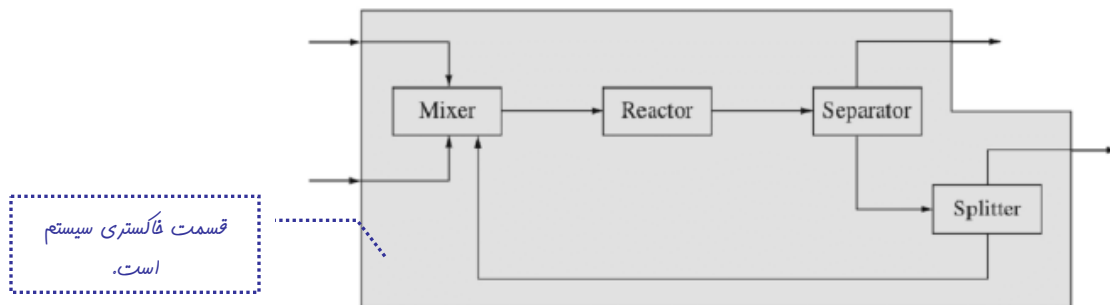 Mixer
Reactor
Separator
Splitter
قسمت خاکستری سیستم
است.